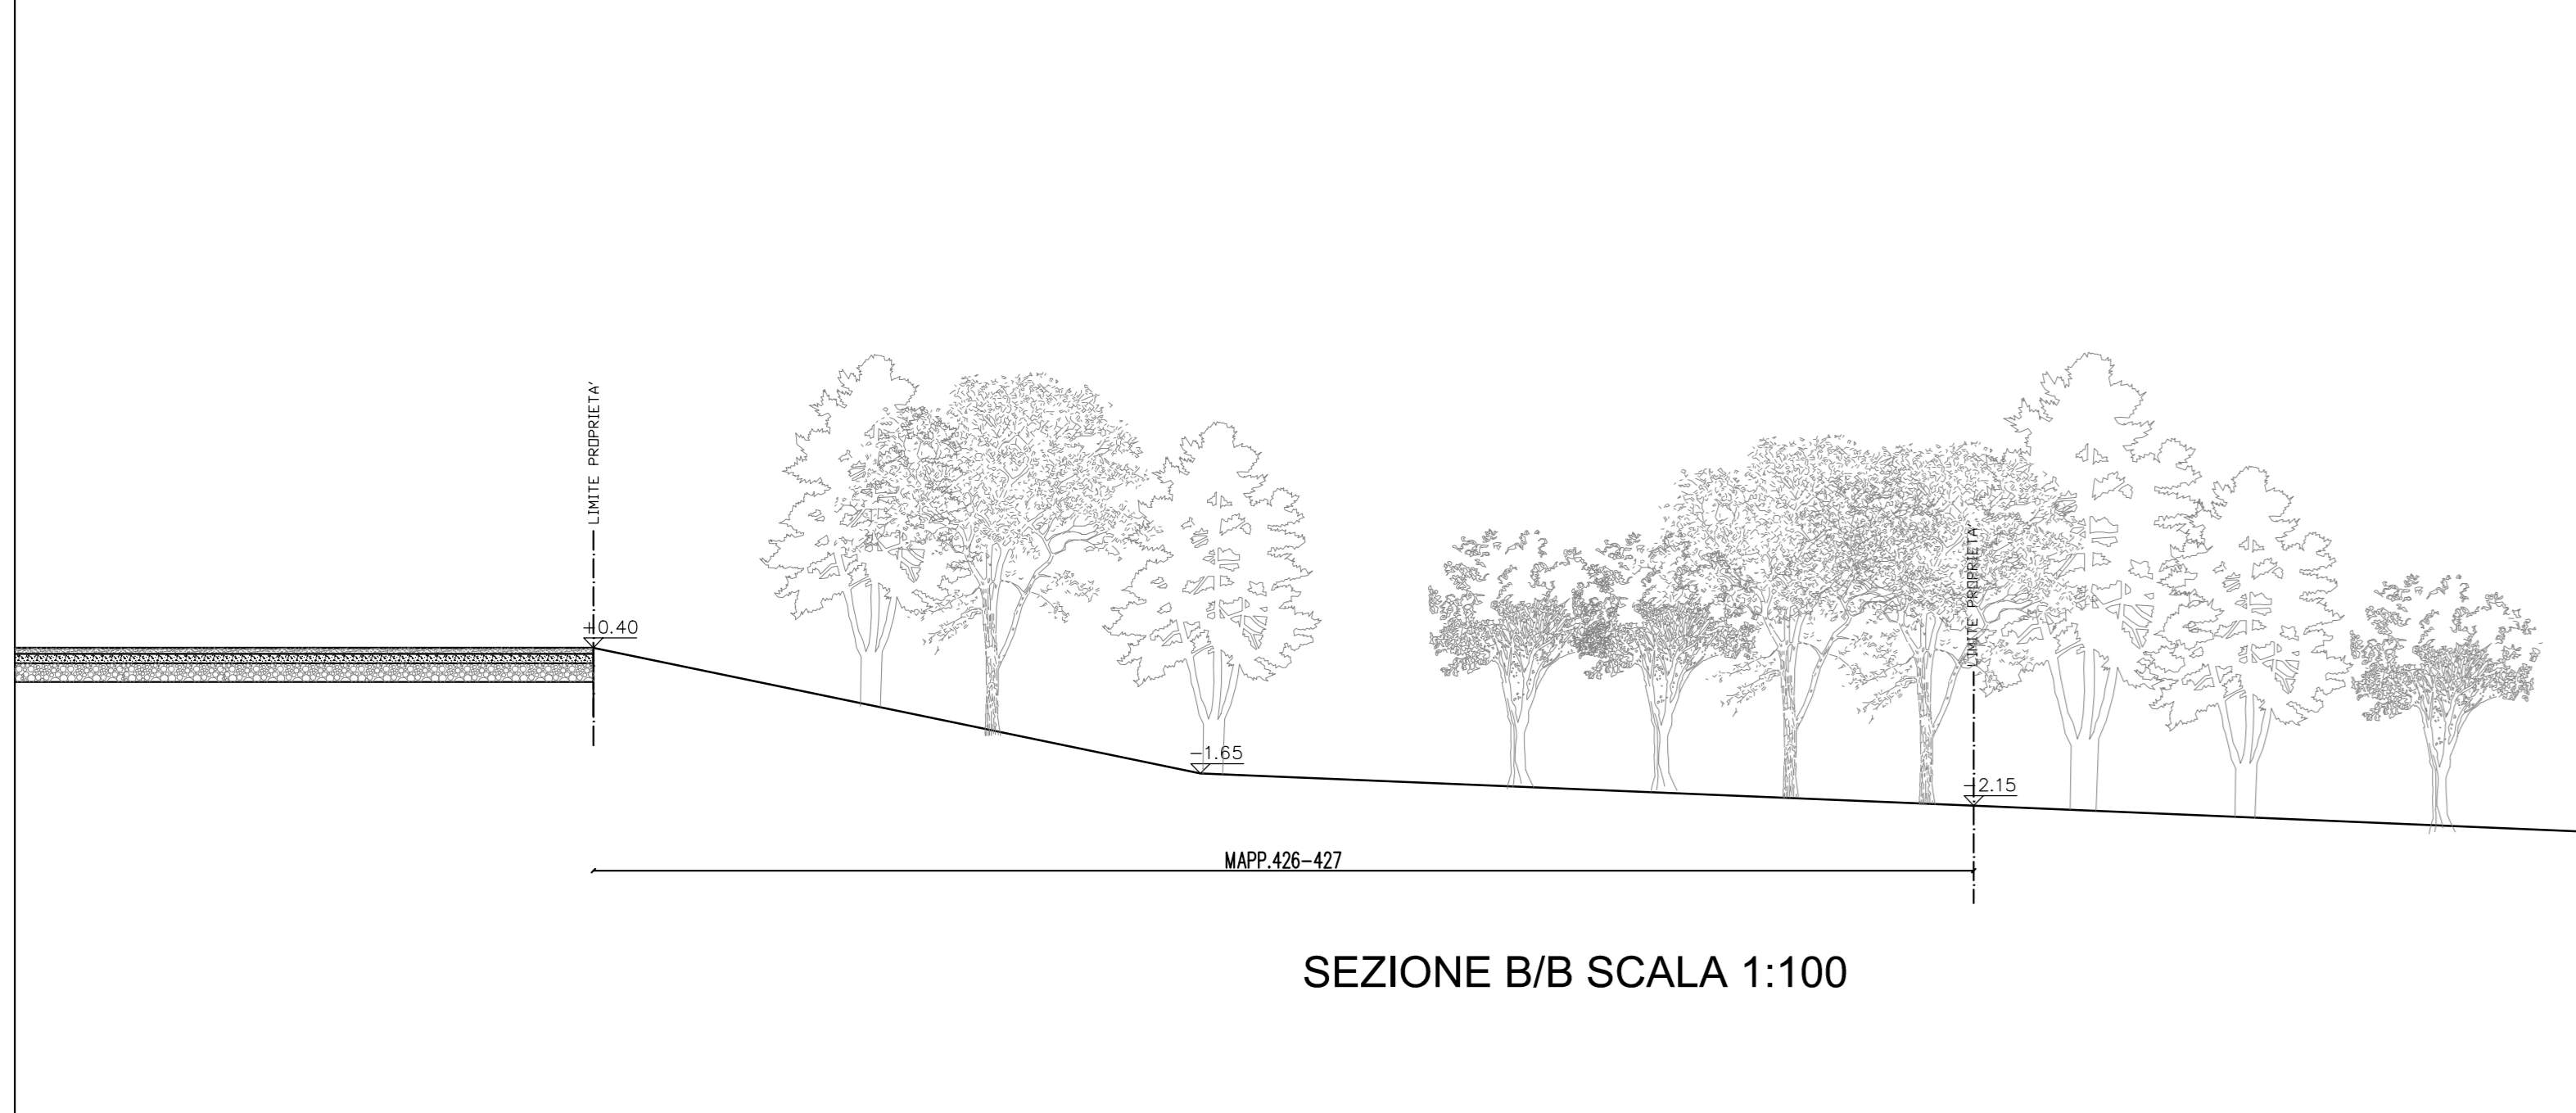 LIMITE PROPRIETA'
+0.40
LIMITE PROPRIETA'
-1.65
-2.15
MAPP.426-427
SEZIONE B/B SCALA 1:100